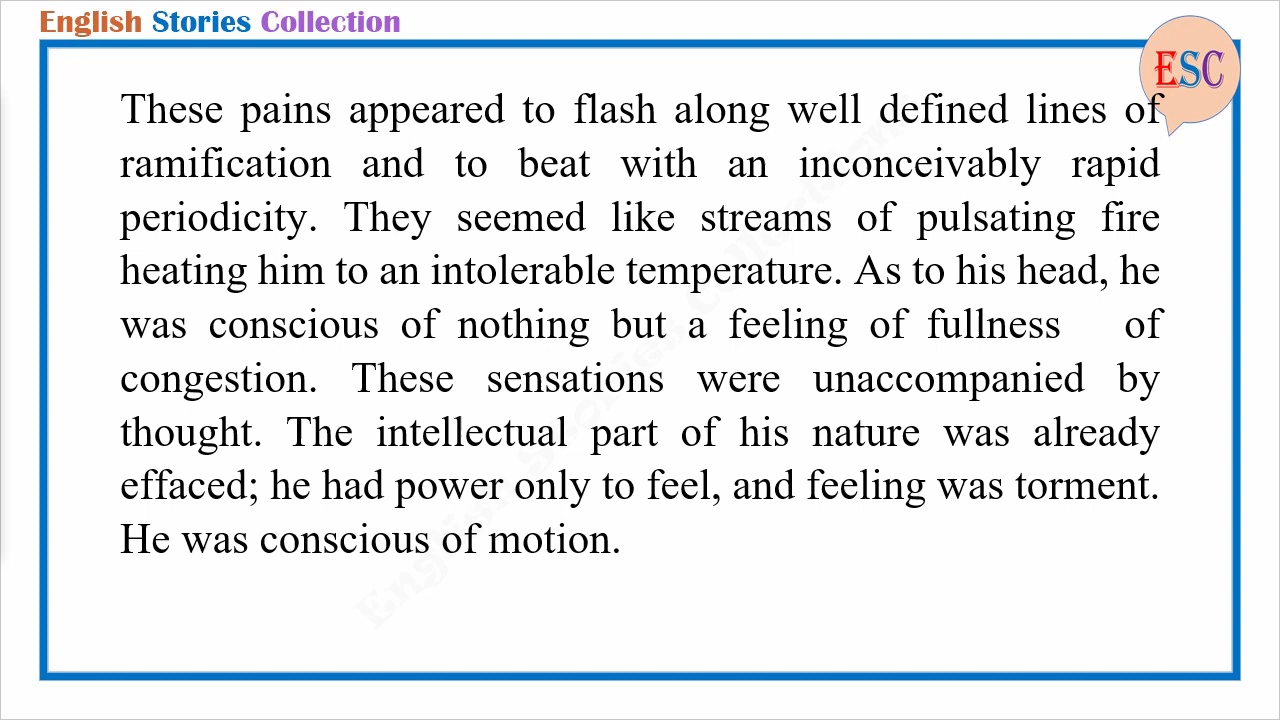 English Stories Collection
ESC
These pains appeared to flash along well defined lines of
ramification and to beat with an inconceivably rapid
periodicity. They seemed like streams of pulsating fire
heating him to an intolerable temperature. As to his head, he
was conscious of nothing but a feeling of fullness of
congestion. These sensations were unaccompanied by
thought. The intellectual part of his nature was already
effaced; he had power only to feel, and feeling was torment.
He was conscious of motion.
English Stories Collection